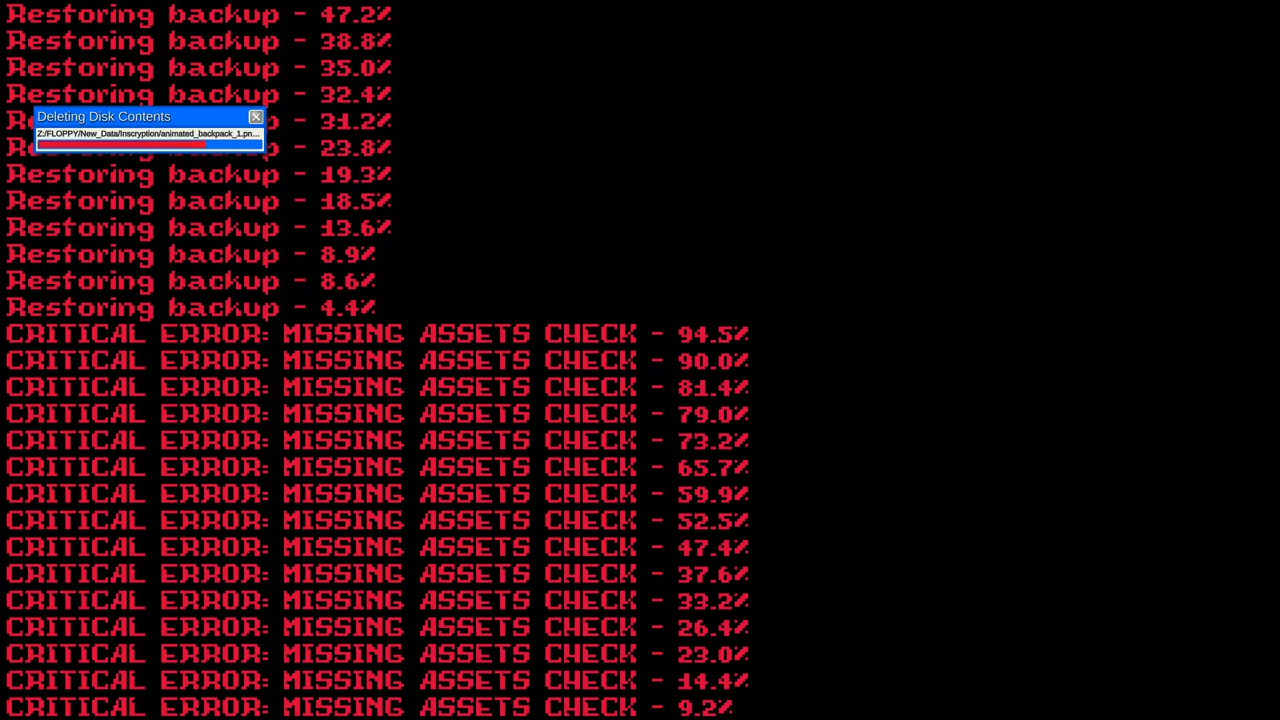 Restoring backup - 47.2%
Restoring backup - 38.8%
Restoring backup - 35.0%
Restoring backup - 32.4%
Deleting Disk Contents
Z:/FLOPPY/New_Data/Inscryption/animated_backpack_1.pn...
R 31.2%
R 23.8%
Restoring backup - 19.3%
Restoring backup - 18.5%
Restoring backup - 13.6%
Restoring backup - 8.9%
Restoring backup - 8.6%
Restoring backup - 4.4%
CRITICAL ERROR: MISSING ASSETS CHECK - 94.5%
CRITICAL ERROR: MISSING ASSETS CHECK - 90.0%
CRITICAL ERROR: MISSING ASSETS CHECK - 81.4%
CRITICAL ERROR: MISSING ASSETS CHECK - 79.0%
CRITICAL ERROR: MISSING ASSETS CHECK - 73.2%
CRITICAL ERROR: MISSING ASSETS CHECK - 65.7%
CRITICAL ERROR: MISSING ASSETS CHECK - 59.9%
CRITICAL ERROR: MISSING ASSETS CHECK - 52.5%
CRITICAL ERROR: MISSING ASSETS CHECK - 47.4%
CRITICAL ERROR: MISSING ASSETS CHECK - 37.6%
CRITICAL ERROR: MISSING ASSETS CHECK - 33.2%
CRITICAL ERROR: MISSING ASSETS CHECK - 26.4%
CRITICAL ERROR: MISSING ASSETS CHECK - 23.0%
CRITICAL ERROR: MISSING ASSETS CHECK - 14.4%
CRITICAL ERROR: MISSING ASSETS CHECK - 9.2%